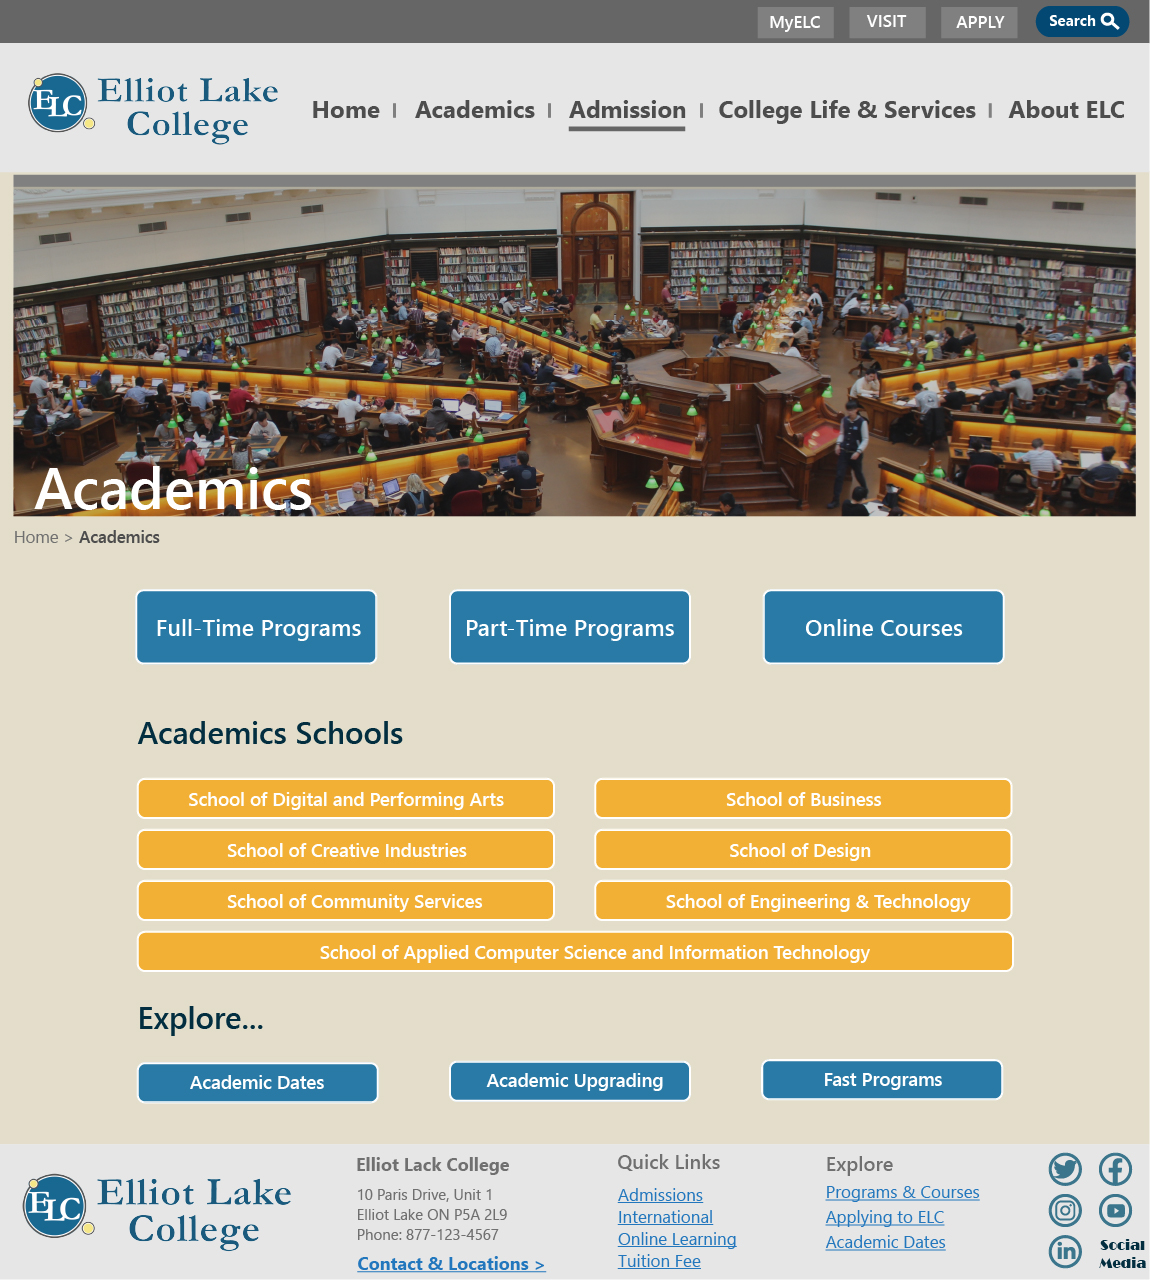 MyELC VISIT APPLY Search
ELC Elliot Lake
College
Home | Academics | Admission | College Life & Services | About ELC
Academics
Home > Academics
Full-Time Programs Part-Time Programs Online Courses
Academics Schools
School of Digital and Performing Arts School of Business
School of Creative Industries School of Design
School of Community Services School of Engineering & Technology
School of Applied Computer Science and Information Technology
Explore...
Academic Dates Academic Upgrading Fast Programs
ELC Elliot Lake
College
Elliot Lack College
10 Paris Drive, Unit 1
Elliot Lake ON P5A 2L9
Phone: 877-123-4567
Contact & Locations >
Quick Links
Admissions
International
Online Learning
Tuition Fee
Explore
Programs & Courses
Applying to ELC
Academic Dates
in
Social
Media